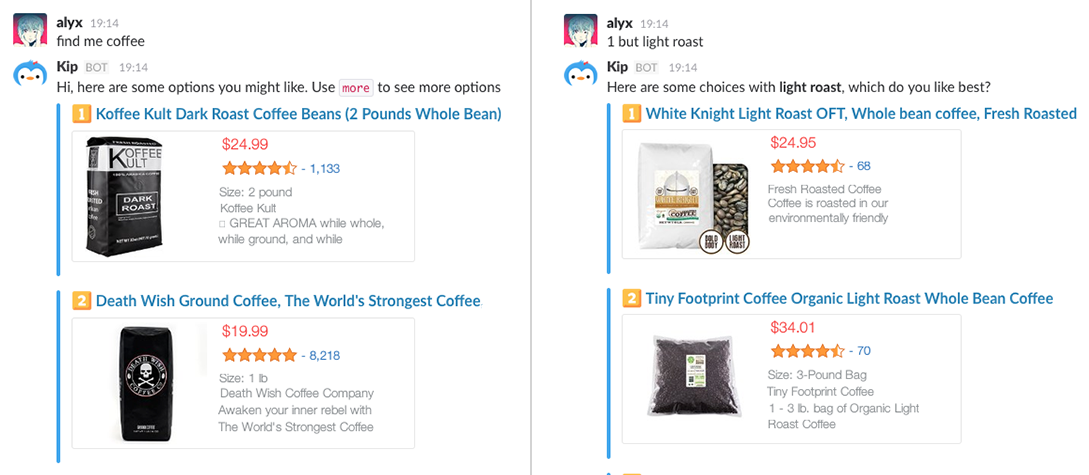 alyx 19:14
find me coffee
Kip BOT 19:14
Hi, here are some options you might like. Use more to see more options
1 Koffee Kult Dark Roast Coffee Beans (2 Pounds Whole Bean)
KOFFEE
KULT
DARK
ROAST
$24.99
- 1,133
Size: 2 pound
Koffee Kult
▯ GREAT AROMA while whole,
while ground, and while
2 Death Wish Ground Coffee, The World's Strongest Coffee
DEATH WISH
COFFEE CO
$19.99
- 8,218
Size: 1 lb
Death Wish Coffee Company
Awaken your inner rebel with
The World's Strongest Coffee
alyx 19:14
1 but light roast
Kip BOT 19:14
Here are some choices with light roast, which do you like best?
1 White Knight Light Roast OFT, Whole bean coffee, Fresh Roasted
COFFEE
BOLD
BODY
LIGHT
ROAST
$24.95
- 68
Fresh Roasted Coffee
Coffee is roasted in our
environmentally friendly
2 Tiny Footprint Coffee Organic Light Roast Whole Bean Coffee
$34.01
- 70
Size: 3-Pound Bag
Tiny Footprint Coffee
1 - 3 lb. bag of Organic Light
Roast Coffee